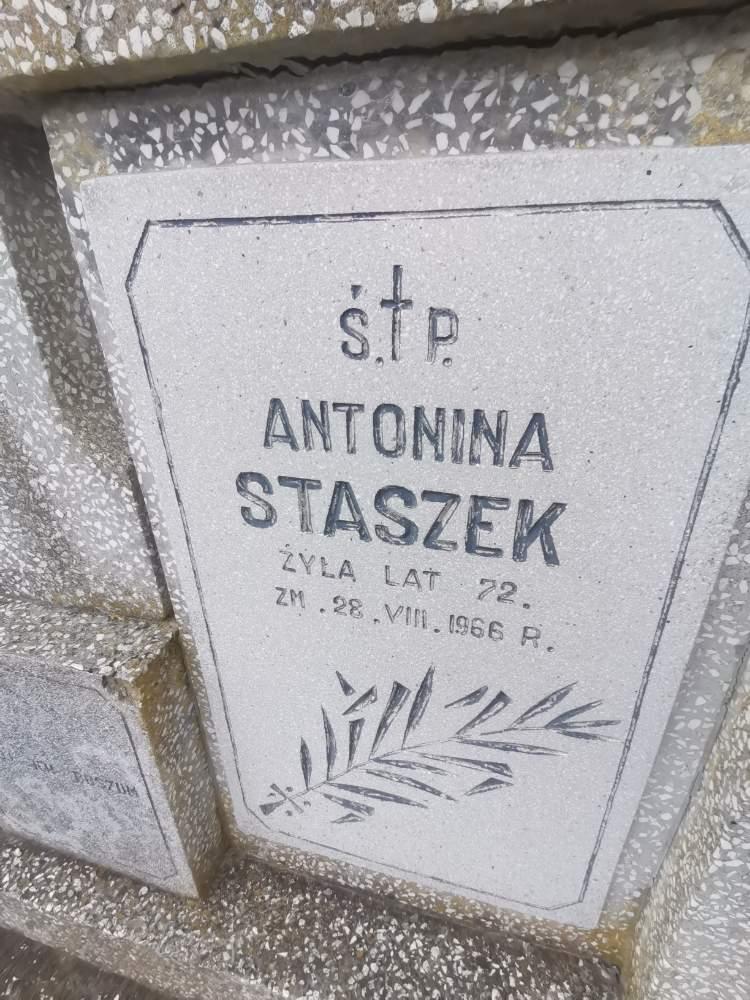 Ś. P.
ANTONINA
STASZEK
ŻYŁA LAT 72.
ZM. 28. VIII. 1966 R.